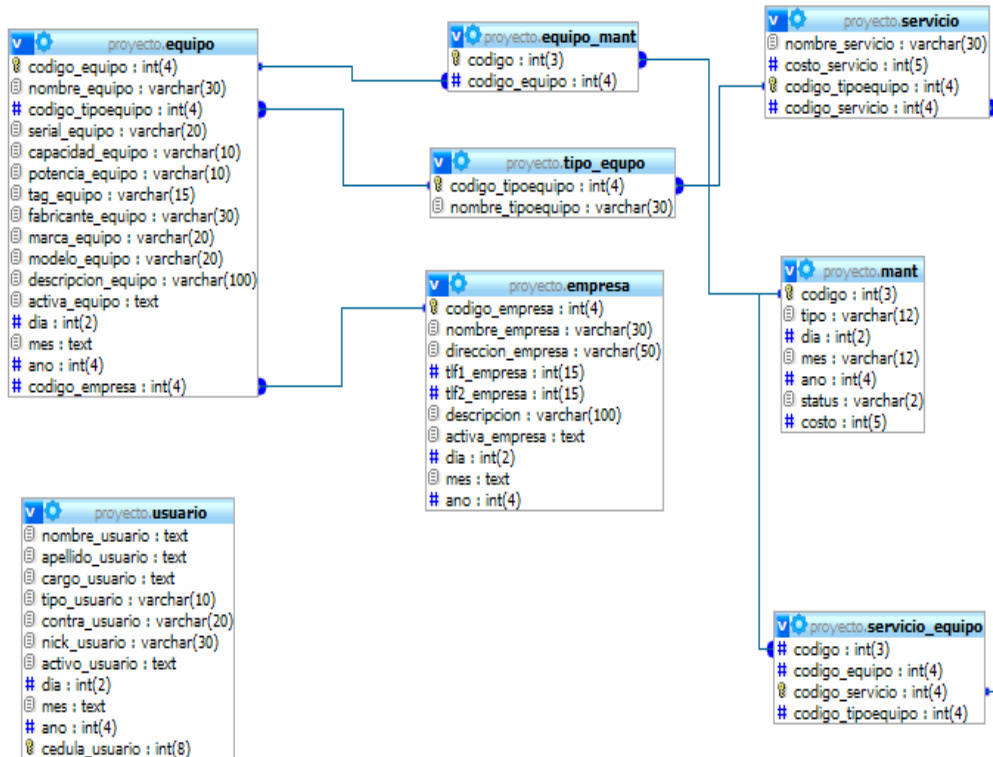 proyecto.equipo
codigo_equipo : int(4)
nombre_equipo : varchar(30)
# codigo_tipoequipo : int(4)
serial_equipo : varchar(20)
capacidad_equipo : varchar(10)
potencia_equipo : varchar(10)
tag_equipo : varchar(15)
fabricante_equipo : varchar(30)
marca_equipo : varchar(20)
modelo_equipo : varchar(20)
descripcion_equipo : varchar(100)
activa_equipo : text
# dia : int(2)
mes : text
# ano : int(4)
# codigo_empresa : int(4)
proyecto.equipo_mant
codigo : int(3)
# codigo_equipo : int(4)
proyecto.servicio
nombre_servicio : varchar(30)
# costo_servicio : int(5)
codigo_tipoequipo : int(4)
# codigo_servicio : int(4)
proyecto.tipo_equpo
codigo_tipoequipo : int(4)
nombre_tipoequipo : varchar(30)
proyecto.empresa
codigo_empresa : int(4)
nombre_empresa : varchar(30)
direccion_empresa : varchar(50)
# tlf1_empresa : int(15)
# tlf2_empresa : int(15)
descripcion : varchar(100)
activa_empresa : text
# dia : int(2)
mes : text
# ano : int(4)
proyecto.mant
codigo : int(3)
tipo : varchar(12)
# dia : int(2)
mes : varchar(12)
# ano : int(4)
status : varchar(2)
# costo : int(5)
proyecto.usuario
nombre_usuario : text
apellido_usuario : text
cargo_usuario : text
tipo_usuario : varchar(10)
contra_usuario : varchar(20)
nick_usuario : varchar(30)
activo_usuario : text
# dia : int(2)
mes : text
# ano : int(4)
cedula_usuario : int(8)
proyecto.servicio_equipo
# codigo : int(3)
# codigo_equipo : int(4)
codigo_servicio : int(4)
# codigo_tipoequipo : int(4)